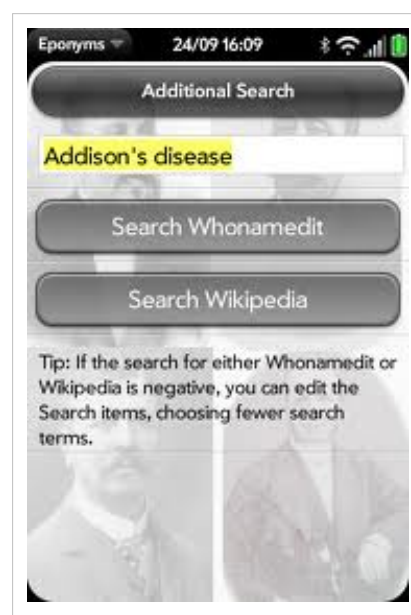 Eponyms 24/09 16:09
Additional Search
Addison's disease
Search Whonamedit
Search Wikipedia
Tip: If the search for either Whonamedit or
Wikipedia is negative, you can edit the
Search items, choosing fewer search
terms.